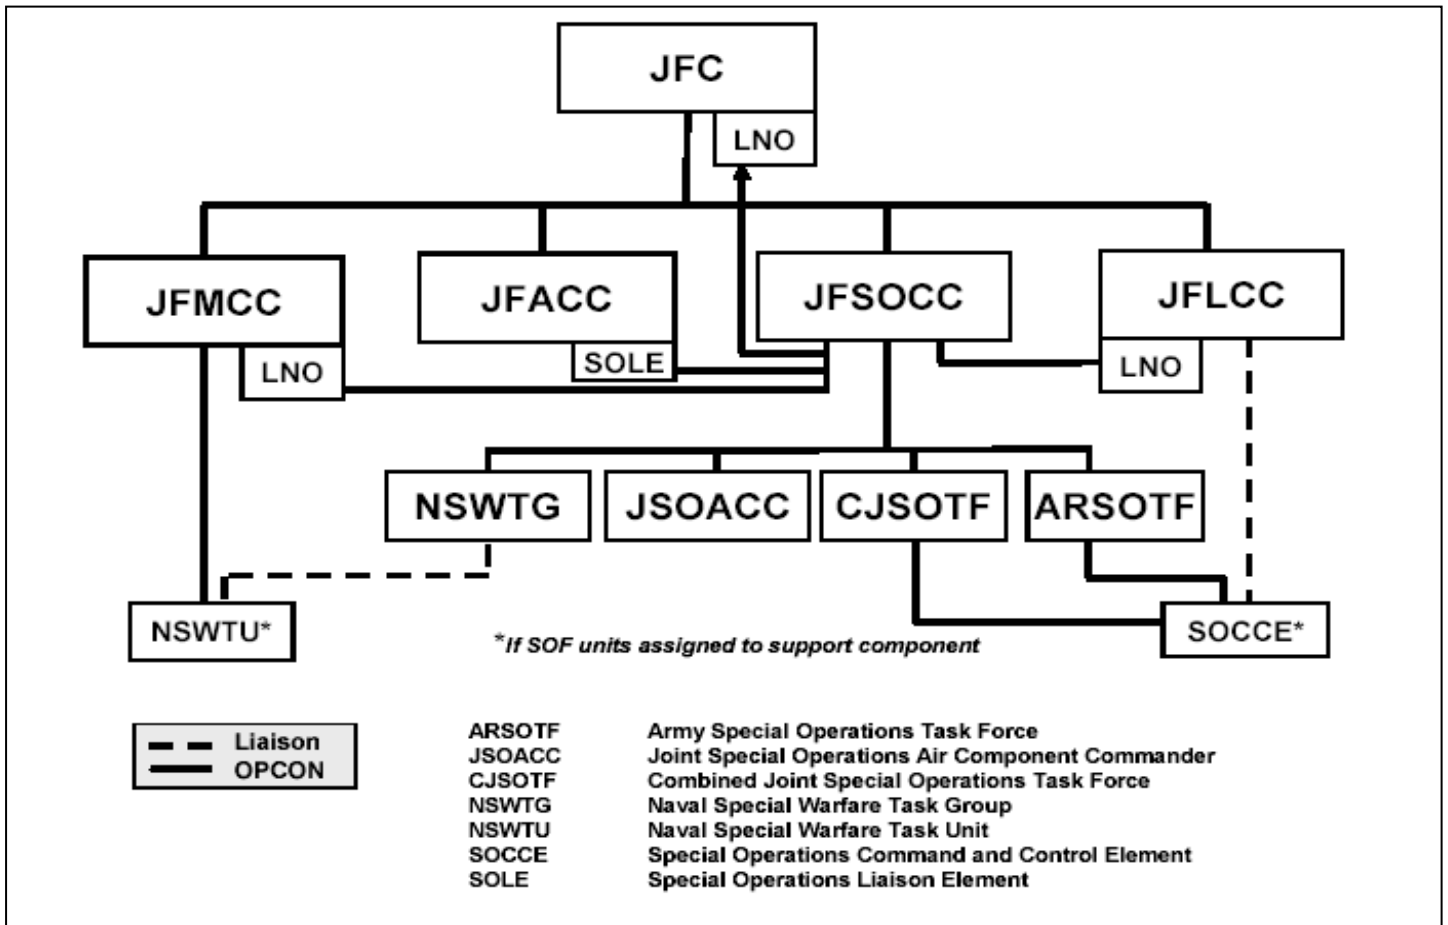 JFC
LNO
JFMCC
JFACC
JFSOCC
JFLCC
LNO
SOLE
LNO
NSWTG
JSOACC
CJSOTF
ARSOTF
NSWTU*
*If SOF units assigned to support component
SOCCE*
Liaison
OPCON
ARSOTF Army Special Operations Task Force
JSOACC Joint Special Operations Air Component Commander
CJSOTF Combined Joint Special Operations Task Force
NSWTG Naval Special Warfare Task Group
NSWTU Naval Special Warfare Task Unit
SOCCE Special Operations Command and Control Element
SOLE Special Operations Liaison Element